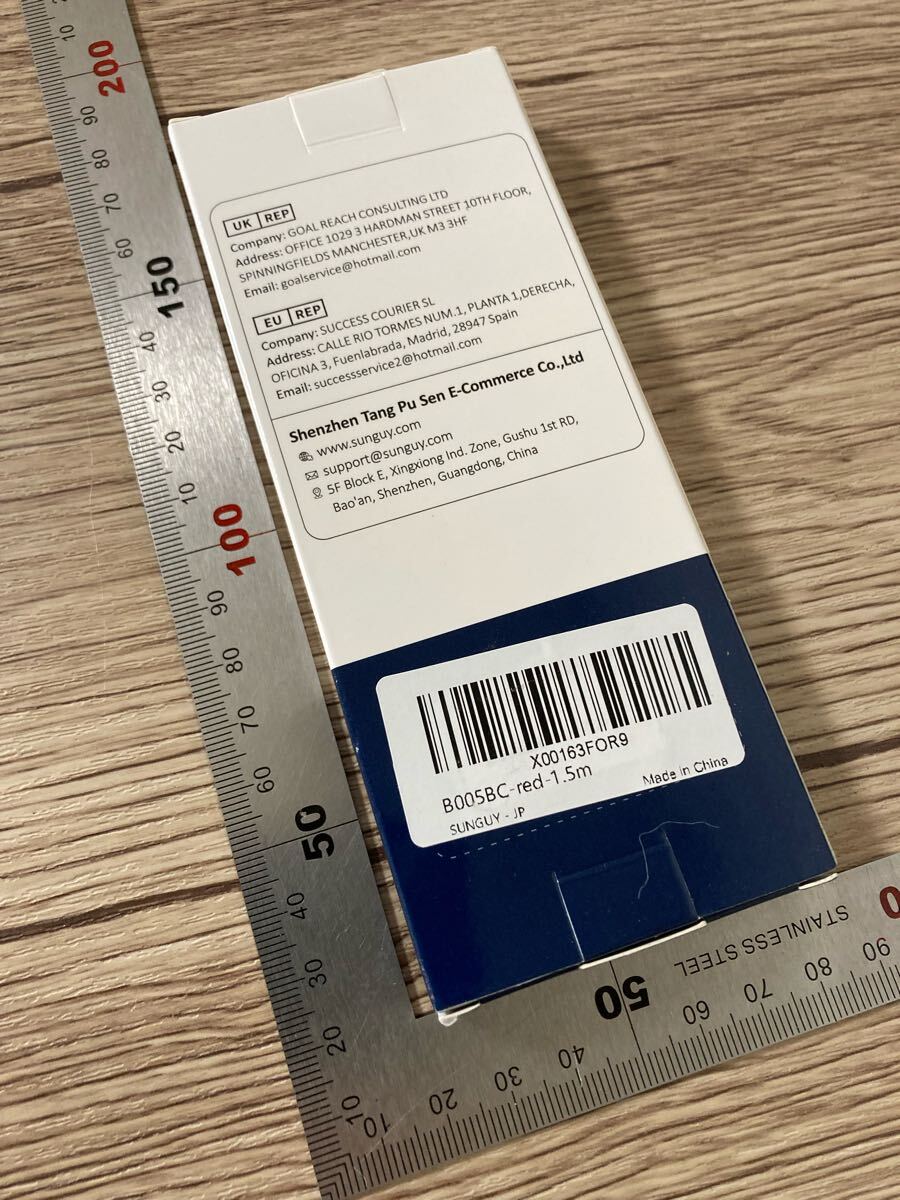 UK REP
Company: GOAL REACH CONSULTING LTD
Address: OFFICE 1029 3 HARDMAN STREET 10TH FLOOR,
SPINNINGFIELDS MANCHESTER,UK M3 3HF
Email: goalservice@hotmail.com
EU REP
Company: SUCCESS COURIER SL
Address: CALLE RIO TORMES NUM.1, PLANTA 1,DERECHA,
OFICINA 3, Fuenlabrada, Madrid, 28947 Spain
Email: successservice2@hotmail.com
Shenzhen Tang Pu Sen E-Commerce Co.,Ltd
www.sunguy.com
support@sunguy.com
5F Block E, Xingxiong Ind. Zone, Gushu 1st RD,
Bao'an, Shenzhen, Guangdong, China
X00163FOR9
B005BC-red-1.5m
SUNGUY - JP
Made in China
10
200
90
80
70
60
150
40
30
20
10
100
90
80
70
60
50
40
30
20
10
10
20
30
40
50
60
70
80
90
STAINLESS STEEL